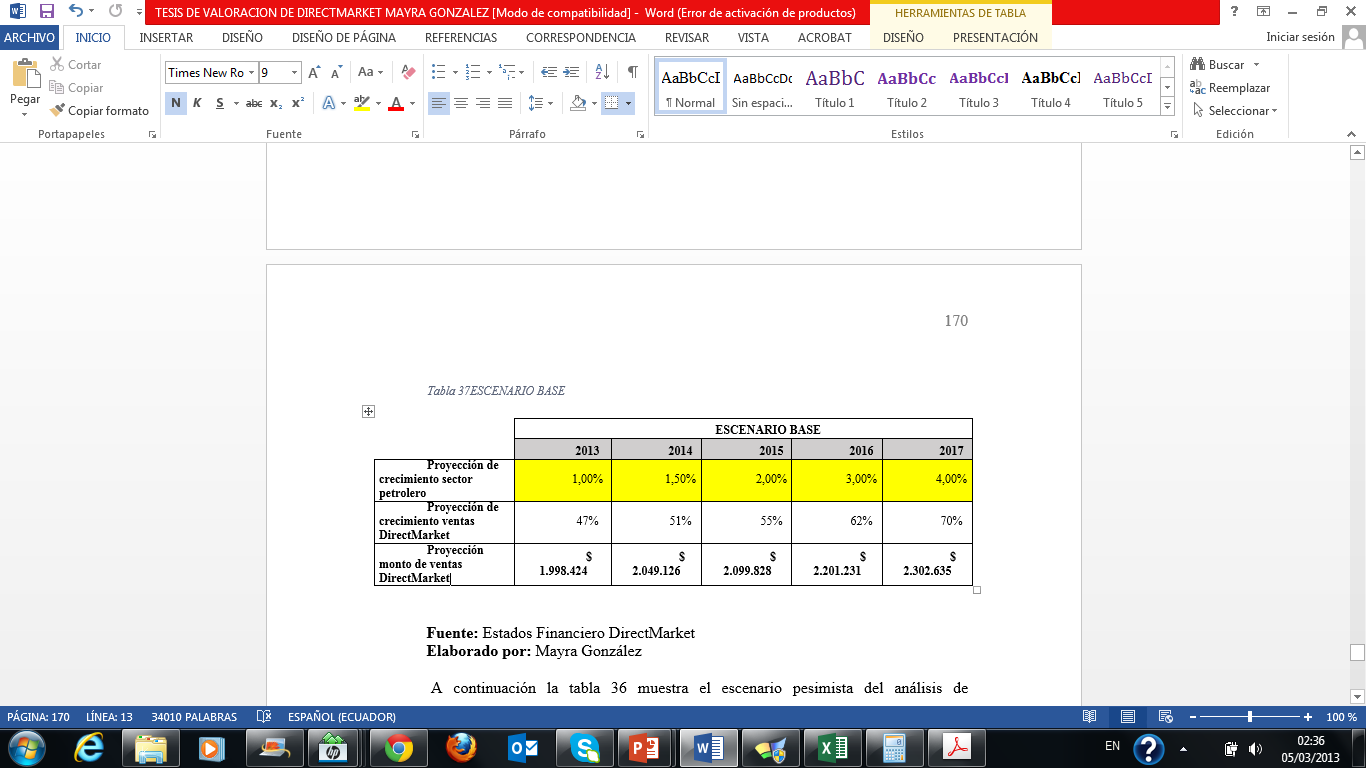 TESIS DE VALORACION DE DIRECTMARKET MAYRA GONZALEZ [Modo de compatibilidad] - Word (Error de activación de productos)
HERRAMIENTAS DE TABLA
ARCHIVO INICIO INSERTAR DISEÑO DISEÑO DE PÁGINA REFERENCIAS CORRESPONDENCIA REVISAR VISTA ACROBAT DISEÑO PRESENTACIÓN Iniciar sesión
Pegar
Cortar
Copiar
Copiar formato
Portapapeles
Times New Ro 9
N K S abc x₂ x²
Fuente
Párrafo
AaBbCcI AaBbCcDc AaBbC AaBbCc AaBbCcI AaBbCcI AaBbCcI
¶ Normal Sin espaci... Título 1 Título 2 Título 3 Título 4 Título 5
Estilos
Buscar
Reemplazar
Seleccionar
Edición
170
Tabla 37ESCENARIO BASE
ESCENARIO BASE
2013 2014 2015 2016 2017
Proyección de
crecimiento sector
petrolero
1,00% 1,50% 2,00% 3,00% 4,00%
Proyección de
crecimiento ventas
DirectMarket
47% 51% 55% 62% 70%
Proyección
monto de ventas
DirectMarket
$ $ $ $ $
1.998.424 2.049.126 2.099.828 2.201.231 2.302.635
Fuente: Estados Financiero DirectMarket
Elaborado por: Mayra González
A continuación la tabla 36 muestra el escenario pesimista del análisis de
PÁGINA: 170 LÍNEA: 13 34010 PALABRAS ESPAÑOL (ECUADOR) 100 %
EN
02:36
05/03/2013